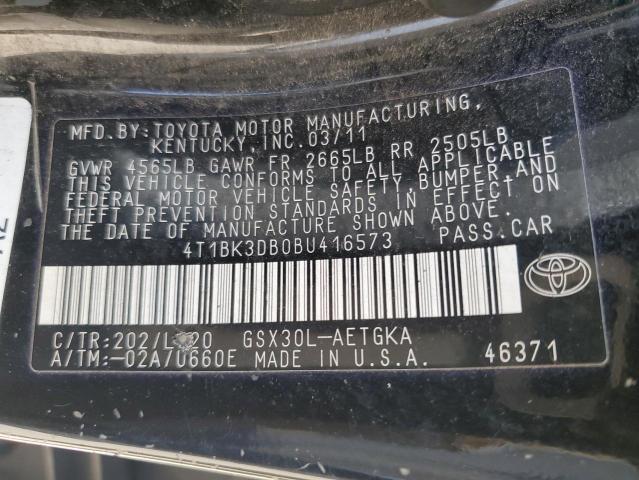 MFD. BY: TOYOTA MOTOR MANUFACTURING,
KENTUCKY, INC. 03/11
GVWR 4565LB GAWR FR 2665LB RR 2505LB
THIS VEHICLE CONFORMS TO ALL APPLICABLE
FEDERAL MOTOR VEHICLE SAFETY, BUMPER, AND
THEFT PREVENTION STANDARDS IN EFFECT ON
THE DATE OF MANUFACTURE SHOWN ABOVE.
4T1BK3DB0BU416573 PASS. CAR
C/TR: 202/ GSX30L-AETGKA
A/TM: -02A/U660E MADE IN U.S.A. 46371